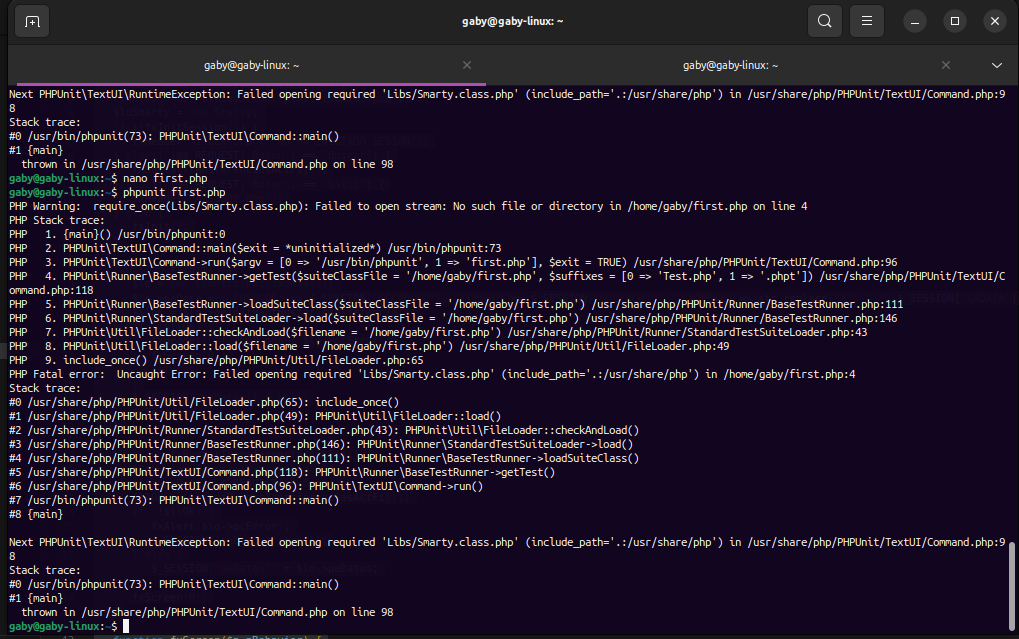 gaby@gaby-linux: ~
gaby@gaby-linux: ~
gaby@gaby-linux: ~
Next PHPUnit\TextUI\RuntimeException: Failed opening required 'Libs/Smarty.class.php' (include_path='.:/usr/share/php') in /usr/share/php/PHPUnit/TextUI/Command.php:9
8
Stack trace:
#0 /usr/bin/phpunit(73): PHPUnit\TextUI\Command::main()
#1 {main}
  thrown in /usr/share/php/PHPUnit/TextUI/Command.php on line 98
gaby@gaby-linux:~$ nano first.php
gaby@gaby-linux:~$ phpunit first.php
PHP Warning:  require_once(Libs/Smarty.class.php): Failed to open stream: No such file or directory in /home/gaby/first.php on line 4
PHP Stack trace:
PHP   1. {main}() /usr/bin/phpunit:0
PHP   2. PHPUnit\TextUI\Command::main($exit = *uninitialized*) /usr/bin/phpunit:73
PHP   3. PHPUnit\TextUI\Command->run($argv = [0 => '/usr/bin/phpunit', 1 => 'first.php'], $exit = TRUE) /usr/share/php/PHPUnit/TextUI/Command.php:96
PHP   4. PHPUnit\Runner\BaseTestRunner->getTest($suiteClassFile = '/home/gaby/first.php', $suffixes = [0 => 'Test.php', 1 => '.phpt']) /usr/share/php/PHPUnit/TextUI/C
ommand.php:118
PHP   5. PHPUnit\Runner\BaseTestRunner->loadSuiteClass($suiteClassFile = '/home/gaby/first.php') /usr/share/php/PHPUnit/Runner/BaseTestRunner.php:111
PHP   6. PHPUnit\Runner\StandardTestSuiteLoader->load($suiteClassFile = '/home/gaby/first.php') /usr/share/php/PHPUnit/Runner/BaseTestRunner.php:146
PHP   7. PHPUnit\Util\FileLoader::checkAndLoad($filename = '/home/gaby/first.php') /usr/share/php/PHPUnit/Runner/StandardTestSuiteLoader.php:43
PHP   8. PHPUnit\Util\FileLoader::load($filename = '/home/gaby/first.php') /usr/share/php/PHPUnit/Util/FileLoader.php:49
PHP   9. include_once() /usr/share/php/PHPUnit/Util/FileLoader.php:65
PHP Fatal error:  Uncaught Error: Failed opening required 'Libs/Smarty.class.php' (include_path='.:/usr/share/php') in /home/gaby/first.php:4
Stack trace:
#0 /usr/share/php/PHPUnit/Util/FileLoader.php(65): include_once()
#1 /usr/share/php/PHPUnit/Util/FileLoader.php(49): PHPUnit\Util\FileLoader::load()
#2 /usr/share/php/PHPUnit/Runner/StandardTestSuiteLoader.php(43): PHPUnit\Util\FileLoader::checkAndLoad()
#3 /usr/share/php/PHPUnit/Runner/BaseTestRunner.php(146): PHPUnit\Runner\StandardTestSuiteLoader->load()
#4 /usr/share/php/PHPUnit/Runner/BaseTestRunner.php(111): PHPUnit\Runner\BaseTestRunner->loadSuiteClass()
#5 /usr/share/php/PHPUnit/TextUI/Command.php(118): PHPUnit\Runner\BaseTestRunner->getTest()
#6 /usr/share/php/PHPUnit/TextUI/Command.php(96): PHPUnit\TextUI\Command->run()
#7 /usr/bin/phpunit(73): PHPUnit\TextUI\Command::main()
#8 {main}

Next PHPUnit\TextUI\RuntimeException: Failed opening required 'Libs/Smarty.class.php' (include_path='.:/usr/share/php') in /usr/share/php/PHPUnit/TextUI/Command.php:9
8
Stack trace:
#0 /usr/bin/phpunit(73): PHPUnit\TextUI\Command::main()
#1 {main}
  thrown in /usr/share/php/PHPUnit/TextUI/Command.php on line 98
gaby@gaby-linux:~$